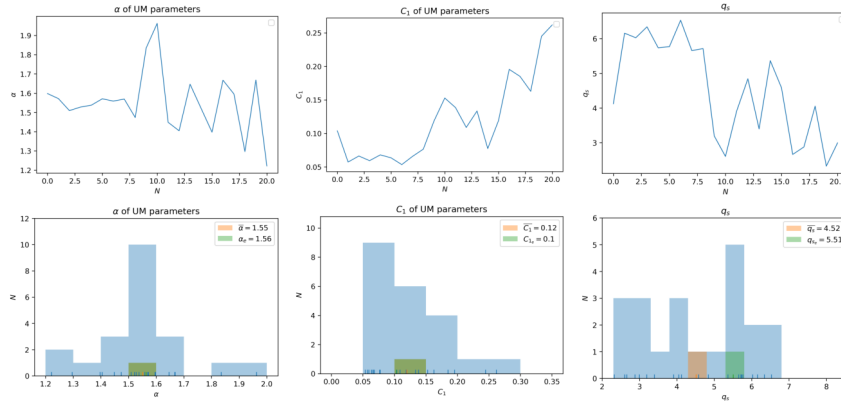 α of UM parameters
1.9
1.8
1.7
1.6
1.5
1.4
1.3
1.2
α
0.0 2.5 5.0 7.5 10.0 12.5 15.0 17.5 20.0
N
C₁ of UM parameters
0.25
0.20
0.15
0.10
0.05
C₁
0.0 2.5 5.0 7.5 10.0 12.5 15.0 17.5 20.0
N
qₛ
6
5
4
3
qₛ
0.0 2.5 5.0 7.5 10.0 12.5 15.0 17.5 20.0
N
α of UM parameters
12
10
8
6
4
2
0
N
α̅ = 1.55
αₑ = 1.56
1.2 1.3 1.4 1.5 1.6 1.7 1.8 1.9 2.0
α
C₁ of UM parameters
10
8
6
4
2
0
N
C̅₁ = 0.12
C₁ₑ = 0.1
0.00 0.05 0.10 0.15 0.20 0.25 0.30 0.35
C₁
qₛ
6
5
4
3
2
1
0
N
q̅ₛ = 4.52
qₛₑ = 5.51
2 3 4 5 6 7 8
qₛ